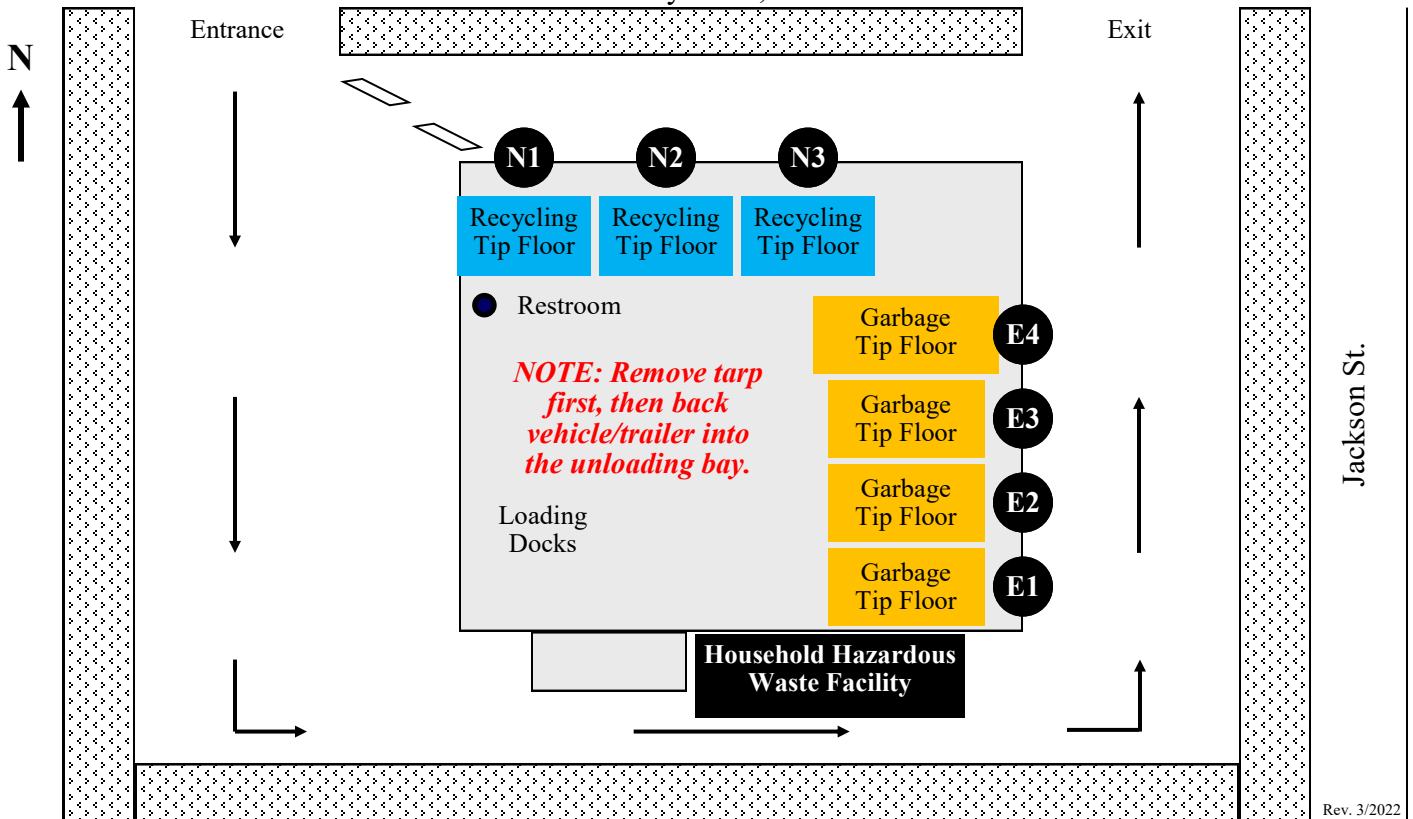 Entrance
Exit
N
N1
N2
N3
Recycling
Tip Floor
Recycling
Tip Floor
Recycling
Tip Floor
Restroom
Garbage
Tip Floor
E4
NOTE: Remove tarp
first, then back
vehicle/trailer into
the unloading bay.
Garbage
Tip Floor
E3
Jackson St.
Garbage
Tip Floor
E2
Loading
Docks
Garbage
Tip Floor
E1
Household Hazardous
Waste Facility
Rev. 3/2022